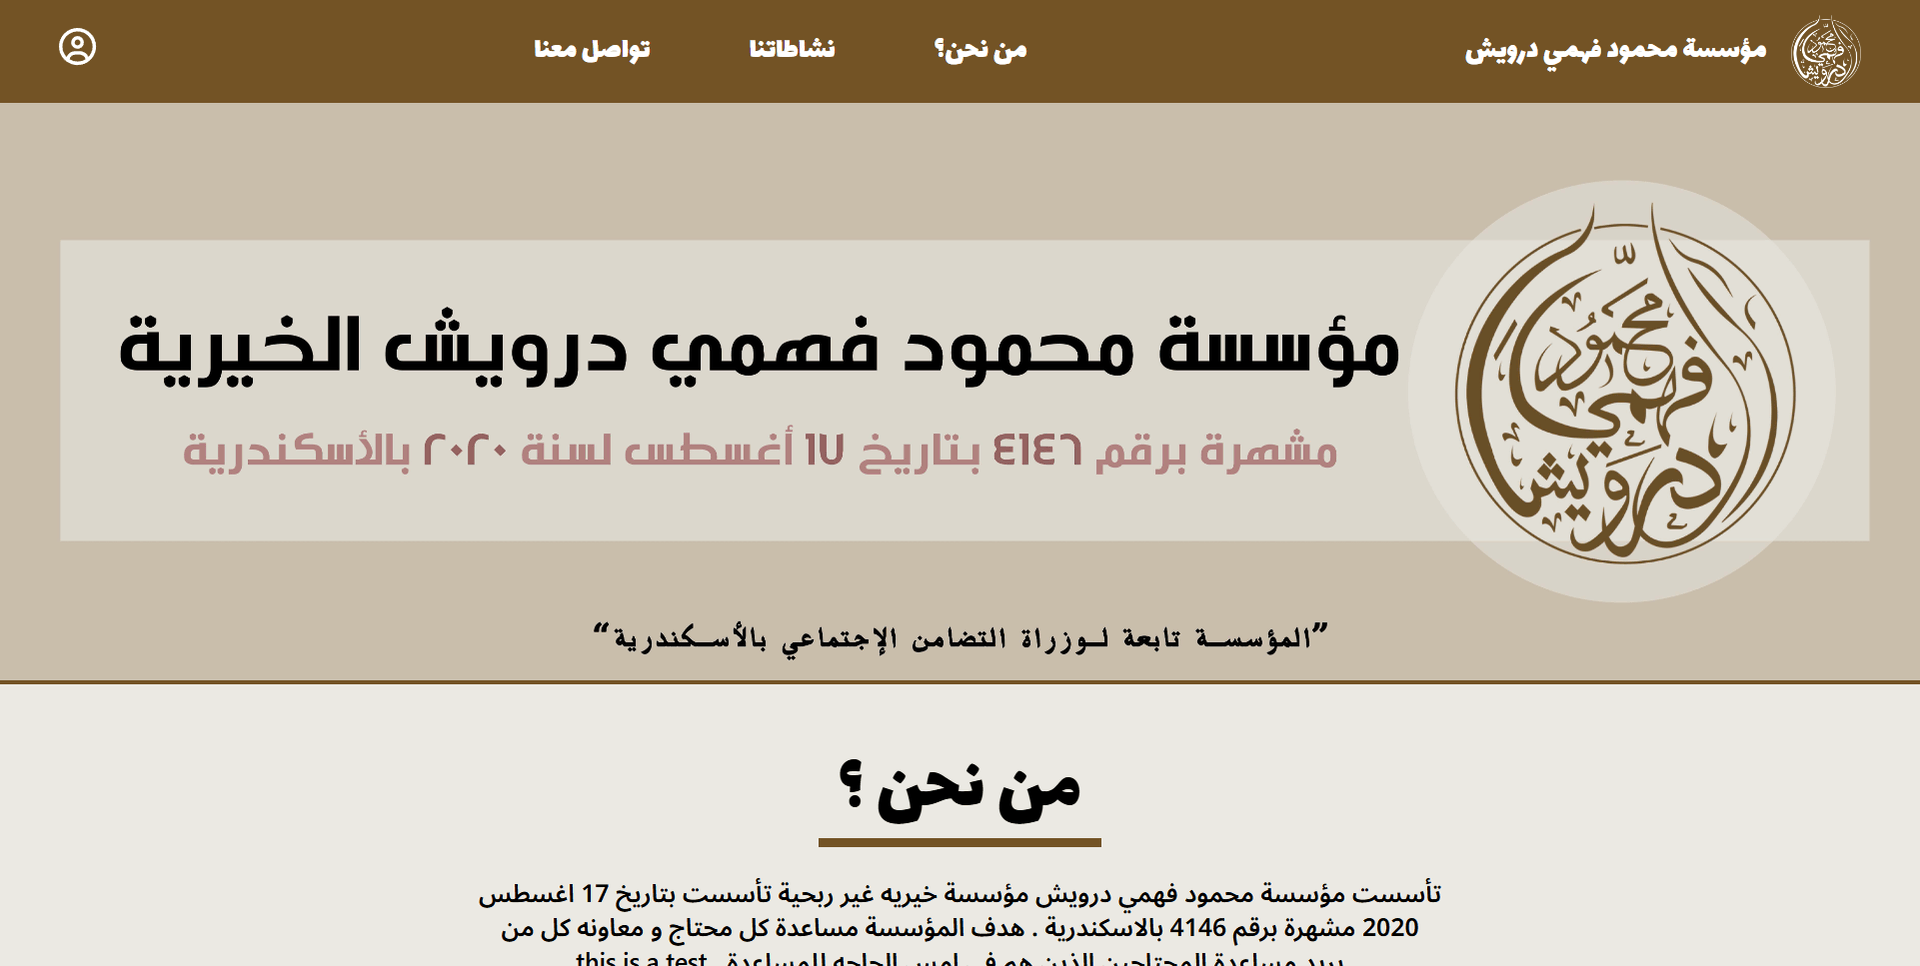 مؤسسة محمود فهمي درويش
من نحن؟
نشاطاتنا
تواصل معنا
محمود فهمي درويش
مؤسسة محمود فهمي درويش الخيرية
مشهرة برقم ٤١٤٦ بتاريخ ١٧ أغسطس لسنة ٢٠٢٠ بالأسكندرية
”المؤسسة تابعة لوزراة التضامن الإجتماعي بالأسكندرية“
من نحن ؟
تأسست مؤسسة محمود فهمي درويش مؤسسة خيريه غير ربحية تأسست بتاريخ 17 اغسطس
2020 مشهرة برقم 4146 بالاسكندرية . هدف المؤسسة مساعدة كل محتاج و معاونه كل من
يريد مساعدة المحتاجين الذين هم في امس الحاجه للمساعدة . this is a test